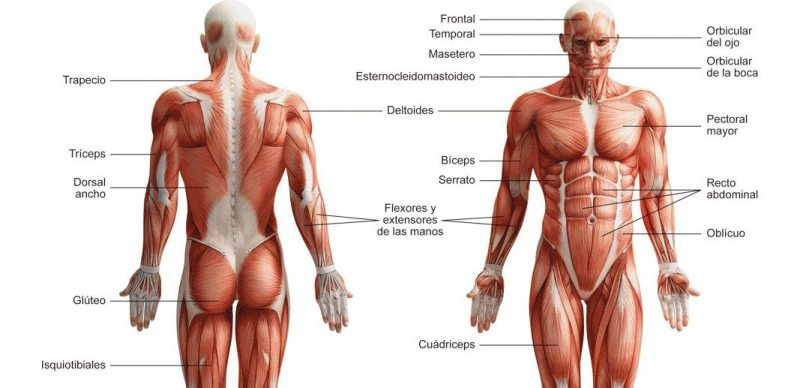 Trapecio
Tríceps
Dorsal
ancho
Glúteo
Isquiotibiales
Frontal
Temporal
Masetero
Esternocleidomastoideo
Deltoides
Bíceps
Serrato
Flexores y
extensores
de las manos
Cuádriceps
Orbicular
del ojo
Orbicular
de la boca
Pectoral
mayor
Recto
abdominal
Oblicuo